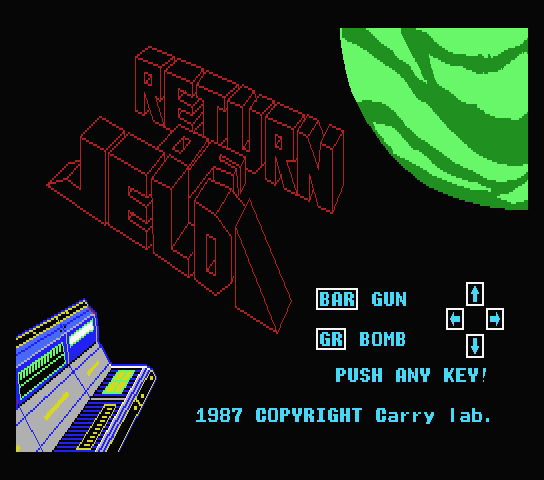 RETURN
OF
JELDA
BAR GUN
GR BOMB
PUSH ANY KEY!
1987 COPYRIGHT Carry lab.